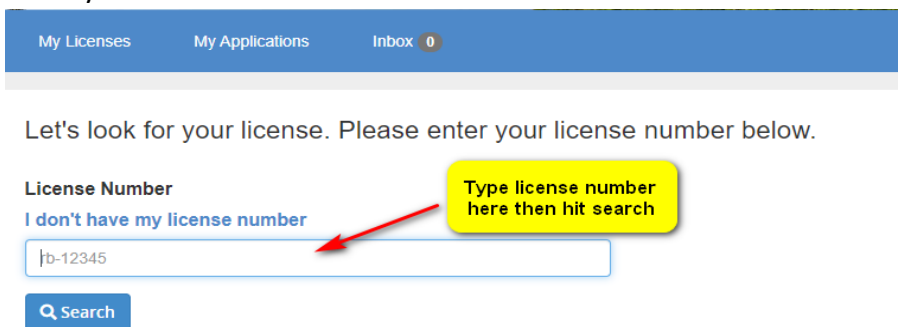 My Licenses My Applications Inbox 0
Let's look for your license. Please enter your license number below.
License Number
I don't have my license number
Type license number
here then hit search
rb-12345
Search